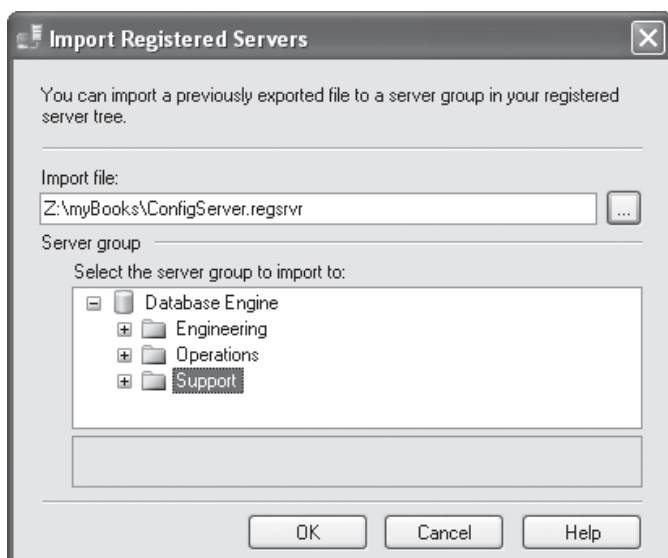 Import Registered Servers
You can import a previously exported file to a server group in your registered
server tree.
Import file:
Z:\myBooks\ConfigServer.regsrvr
...
Server group
Select the server group to import to:
Database Engine
Engineering
Operations
Support
OK
Cancel
Help